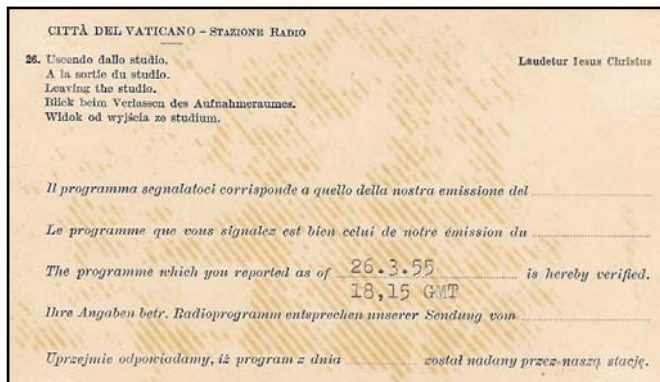 CITTÀ DEL VATICANO – STAZIONE RADIO
26. Uscendo dallo studio.
A la sortie du studio.
Leaving the studio.
Blick beim Verlassen des Aufnahmeraumes.
Widok od wyjścia ze studium.
Laudetur Iesus Christus
Il programma segnalatoci corrisponde a quello della nostra emissione del
Le programme que vous signalez est bien celui de notre émission du
The programme which you reported as of 26.3.55 is hereby verified.
18,15 GMT
Ihre Angaben betr. Radioprogramm entsprechen unserer Sendung vom
Uprzejmie odpowiadamy, iż program z dnia został nadany przez naszą stację.